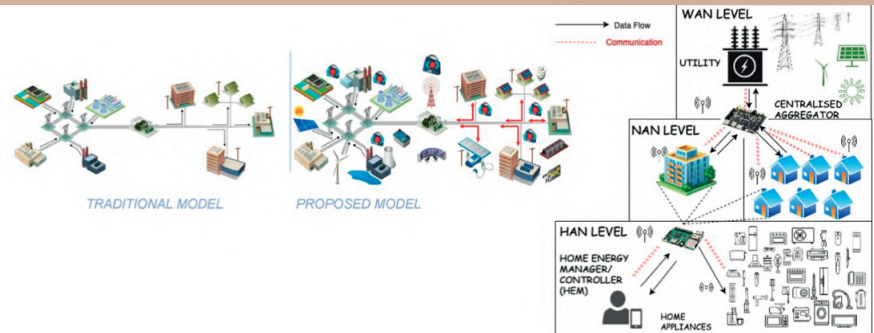 TRADITIONAL MODEL
PROPOSED MODEL
Data Flow
Communication
WAN LEVEL
UTILITY
CENTRALISED
AGGREGATOR
NAN LEVEL
HAN LEVEL
HOME ENERGY
MANAGER/
CONTROLLER
(HEM)
HOME
APPLIANCES